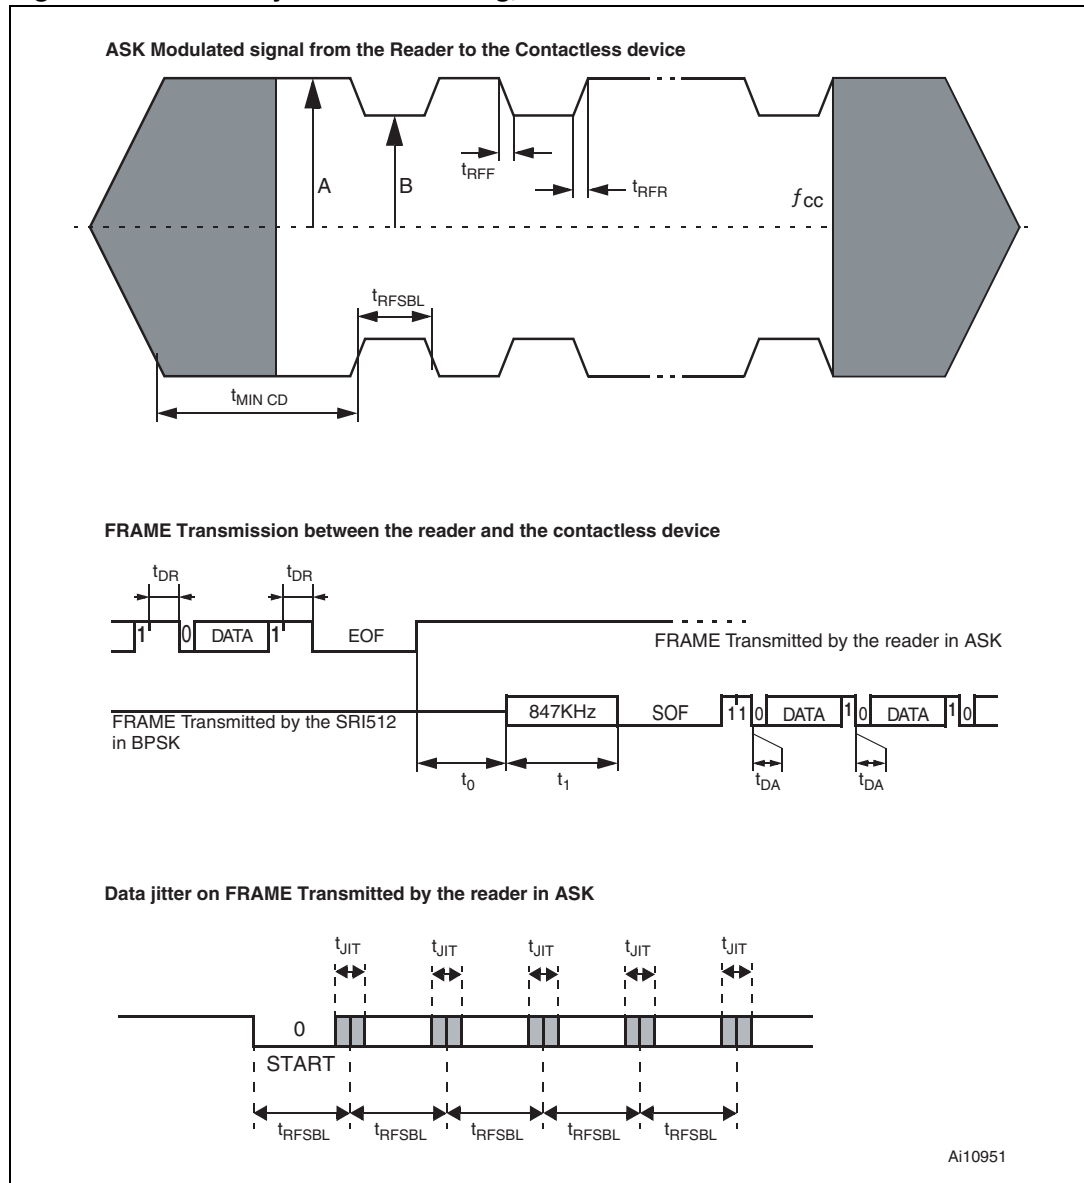 ASK Modulated signal from the Reader to the Contactless device
A
B
tRFF
tRFR
ƒcc
tRFSBL
tMIN CD
FRAME Transmission between the reader and the contactless device
tDR
tDR
1
0
DATA
1
EOF
FRAME Transmitted by the reader in ASK
847KHz
SOF
1 1
0
DATA
1
0
DATA
1
0
FRAME Transmitted by the SRI512
in BPSK
t0
t1
tDA
tDA
Data jitter on FRAME Transmitted by the reader in ASK
tJIT
tJIT
tJIT
tJIT
tJIT
0
START
tRFSBL
tRFSBL
tRFSBL
tRFSBL
tRFSBL
Ai10951